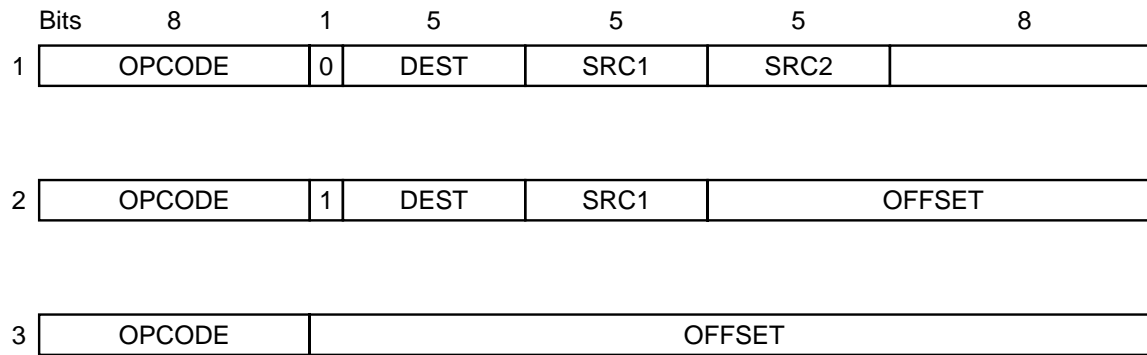 Bits 8 1 5 5 5 8
1 OPCODE 0 DEST SRC1 SRC2
2 OPCODE 1 DEST SRC1 OFFSET
3 OPCODE OFFSET